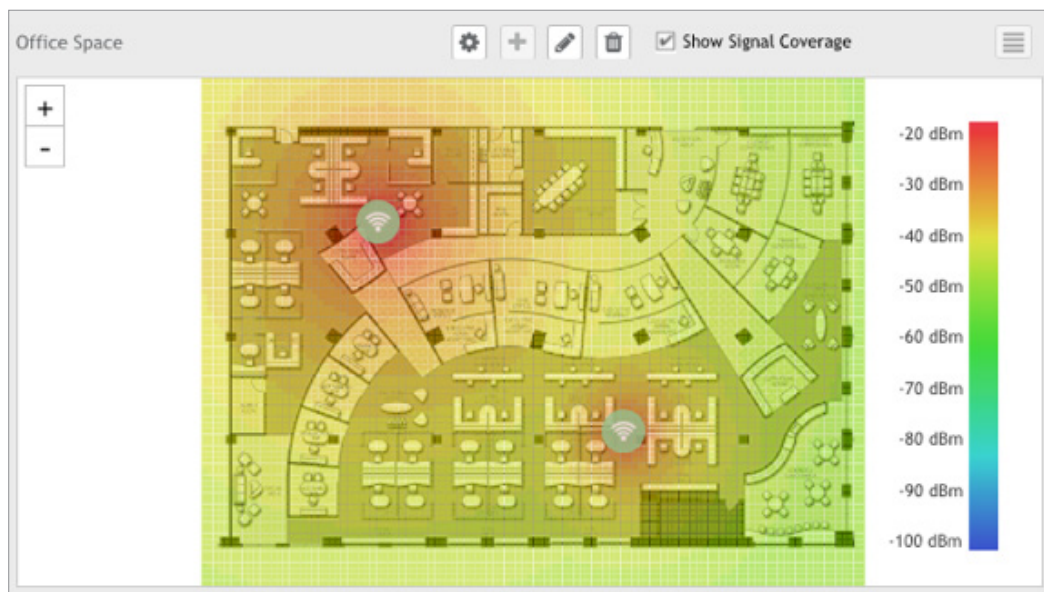 Office Space
Show Signal Coverage
+
-
-20 dBm
-30 dBm
-40 dBm
-50 dBm
-60 dBm
-70 dBm
-80 dBm
-90 dBm
-100 dBm